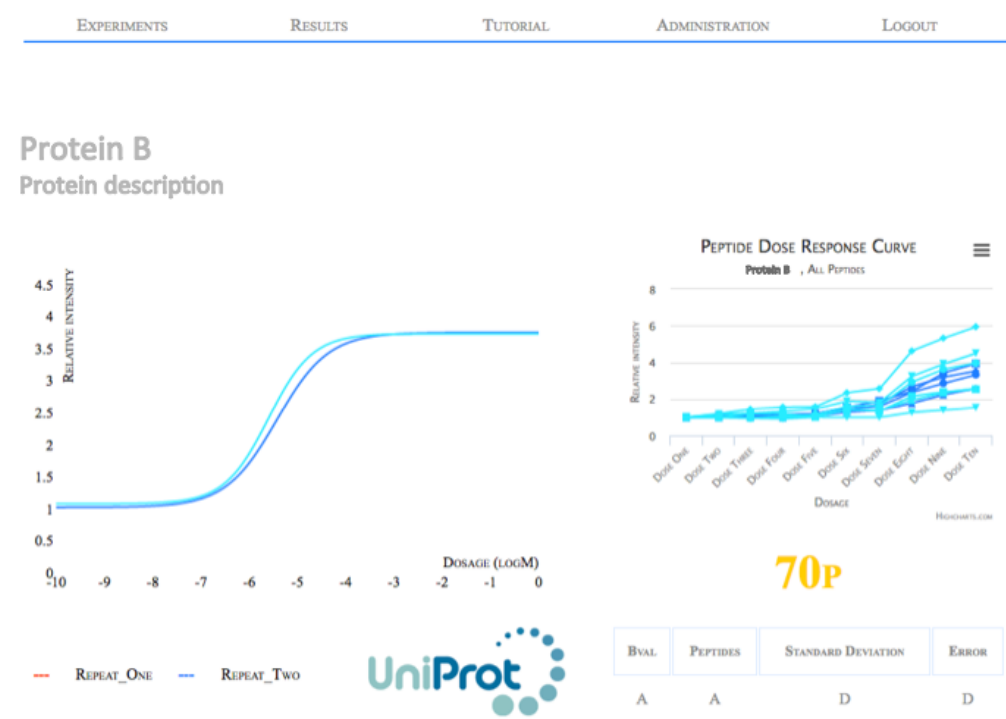 EXPERIMENTS RESULTS TUTORIAL ADMINISTRATION LOGOUT
Protein B
Protein description
4.5
4
3.5
3
2.5
2
1.5
1
0.5
0
RELATIVE INTENSITY
DOSAGE (LOGM)
-10 -9 -8 -7 -6 -5 -4 -3 -2 -1 0
REPEAT_ONE REPEAT_TWO
UniProt
PEPTIDE DOSE RESPONSE CURVE
Protein B , ALL PEPTIDES
8
6
4
2
0
RELATIVE INTENSITY
DOSE ONE DOSE TWO DOSE THREE DOSE FOUR DOSE FIVE DOSE SIX DOSE SEVEN DOSE EIGHT DOSE NINE DOSE TEN
DOSAGE
HIGHCHARTS.COM
70P
BVAL PEPTIDES STANDARD DEVIATION ERROR
A A D D